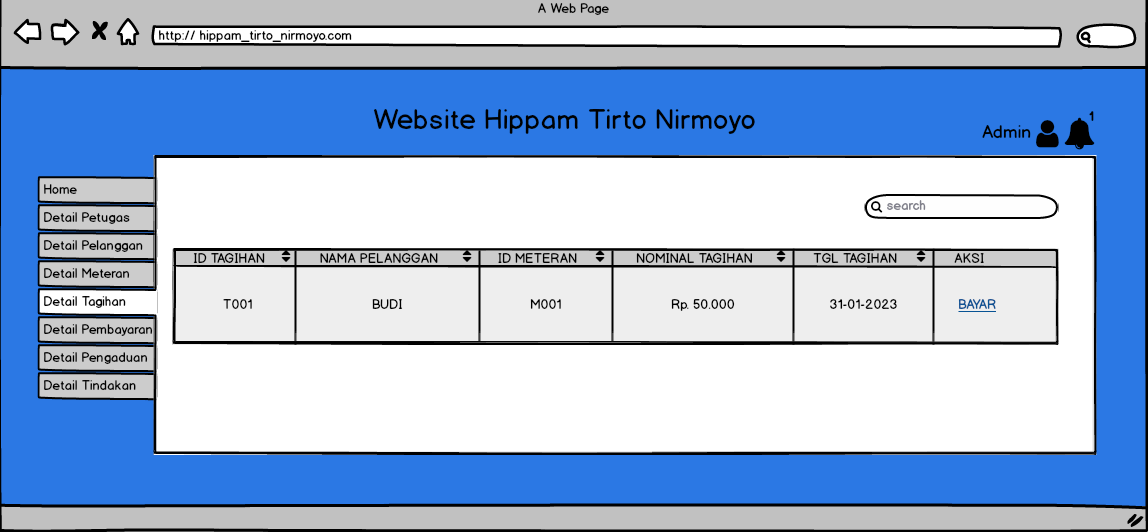 A Web Page
http:// hippam_tirto_nirmoyo.com
Website Hippam Tirto Nirmoyo
Admin 1
Home
Detail Petugas
Detail Pelanggan
Detail Meteran
Detail Tagihan
Detail Pembayaran
Detail Pengaduan
Detail Tindakan
search
ID TAGIHAN NAMA PELANGGAN ID METERAN NOMINAL TAGIHAN TGL TAGIHAN AKSI
T001 BUDI M001 Rp. 50.000 31-01-2023 BAYAR